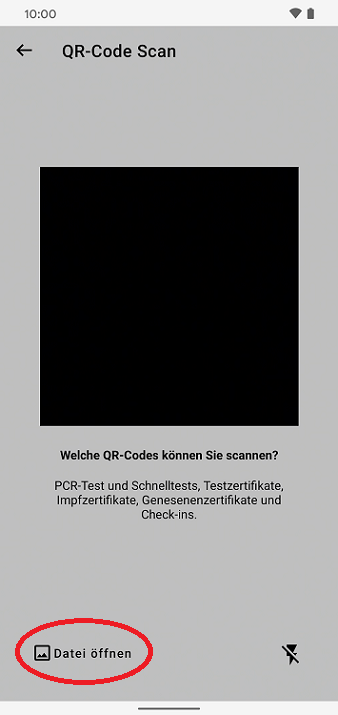 10:00
QR-Code Scan
Welche QR-Codes können Sie scannen?
PCR-Test und Schnelltests, Testzertifikate,
Impfzertifikate, Genesenenzertifikate und
Check-ins.
Datei öffnen